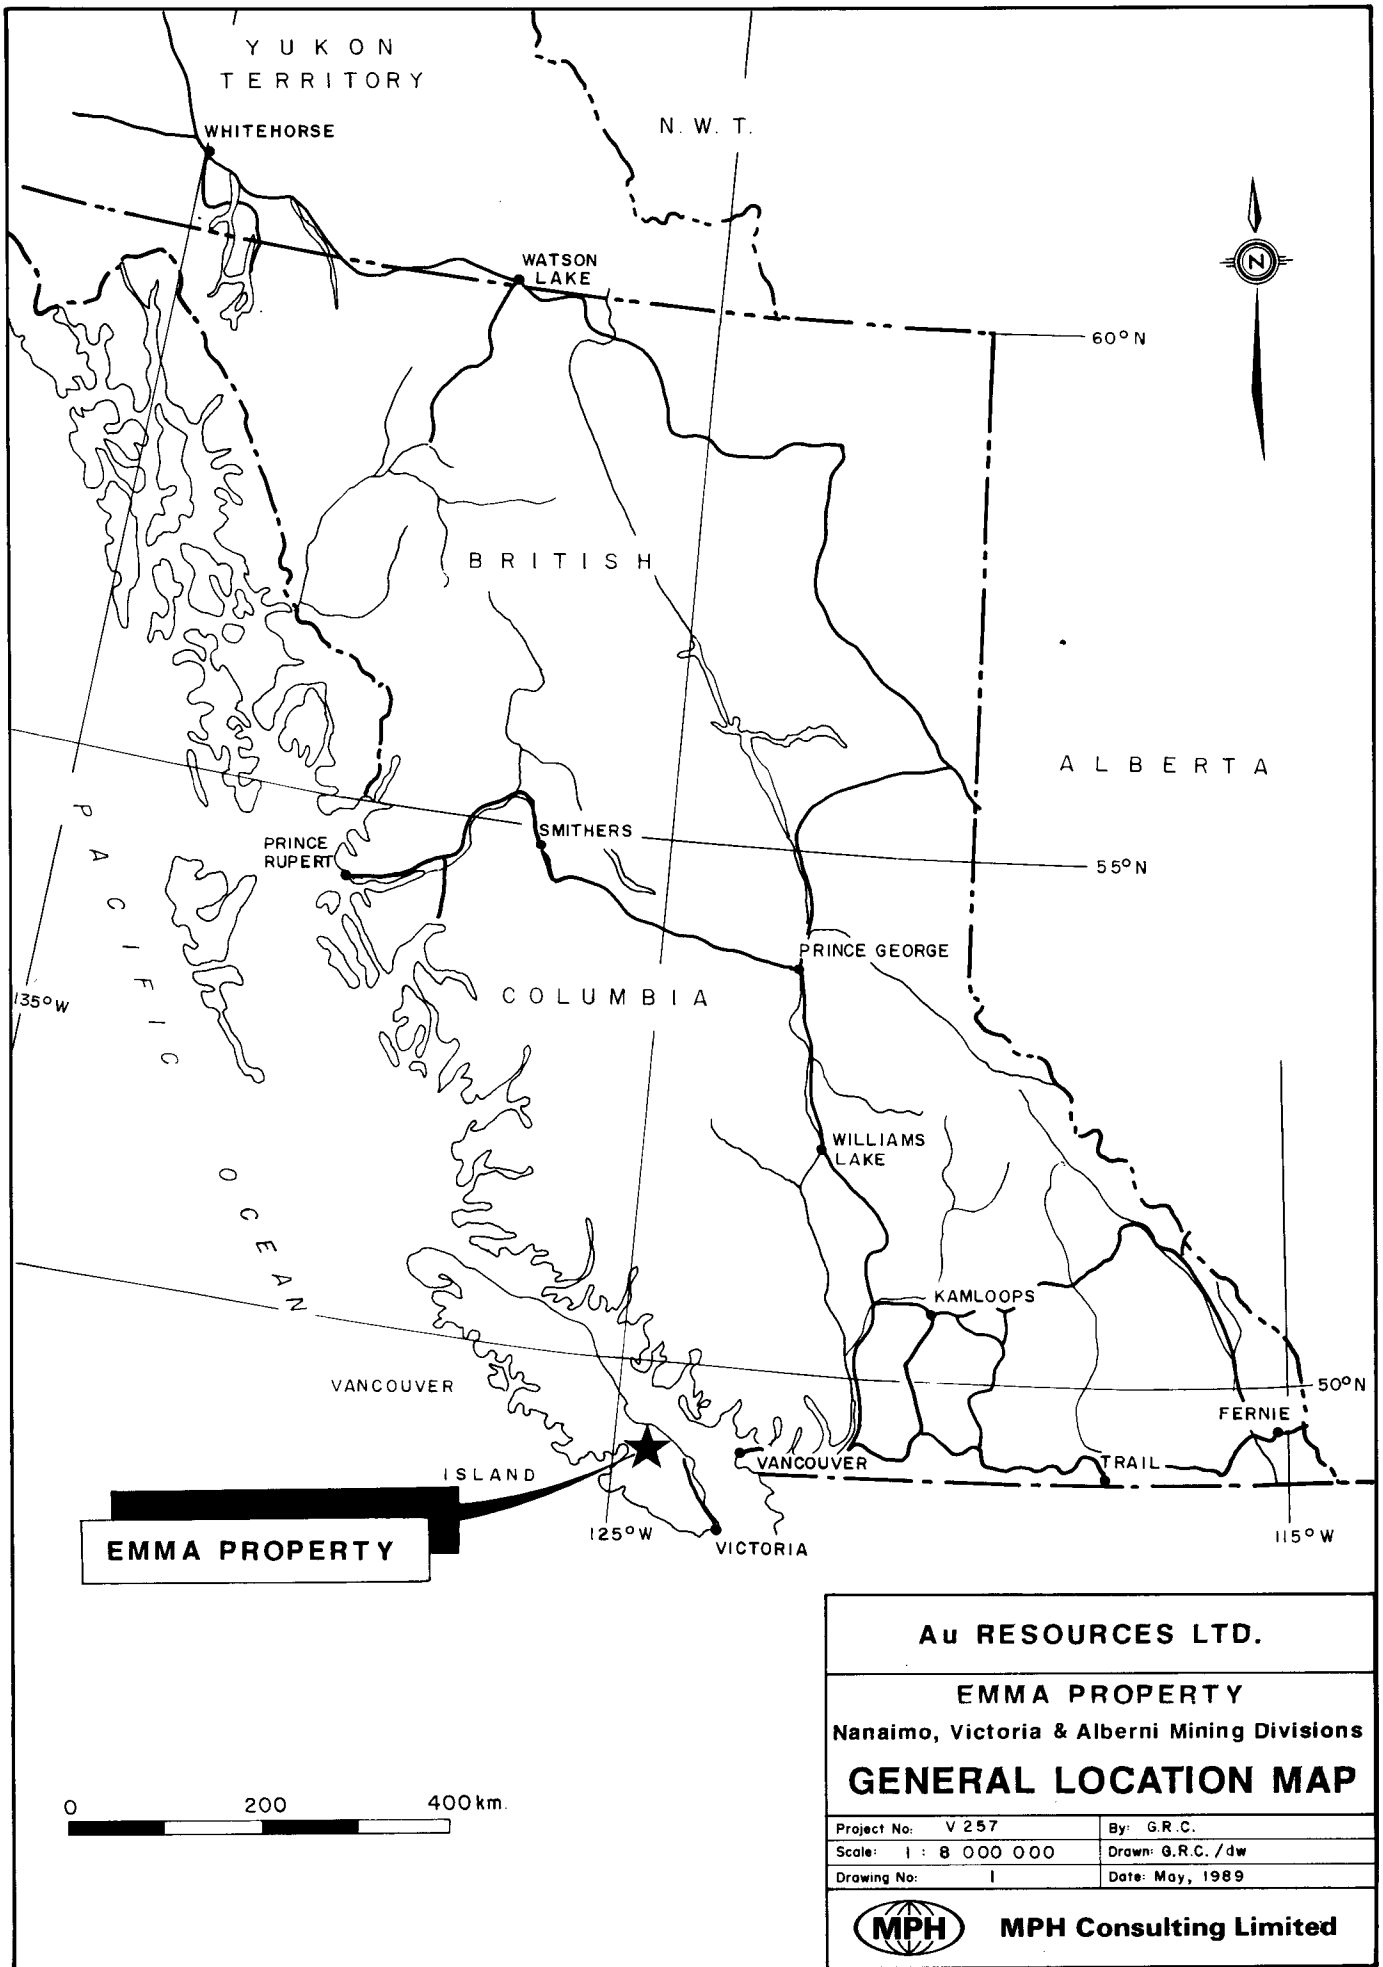 YUKON
TERRITORY
N. W. T.
WHITEHORSE
WATSON
LAKE
N
60°N
BRITISH
ALBERTA
PACIFIC
PRINCE
RUPERT
SMITHERS
55°N
PRINCE GEORGE
COLUMBIA
135°W
WILLIAMS
LAKE
OCEAN
KAMLOOPS
VANCOUVER
50°N
FERNIE
VANCOUVER
TRAIL
ISLAND
125°W
VICTORIA
115°W
EMMA PROPERTY
Au RESOURCES LTD.
EMMA PROPERTY
Nanaimo, Victoria & Alberni Mining Divisions
GENERAL LOCATION MAP
0 200 400 km.
Project No: V 257 By: G.R.C.
Scale: 1 : 8 000 000 Drawn: G.R.C. / dw
Drawing No: 1 Date: May, 1989
MPH MPH Consulting Limited